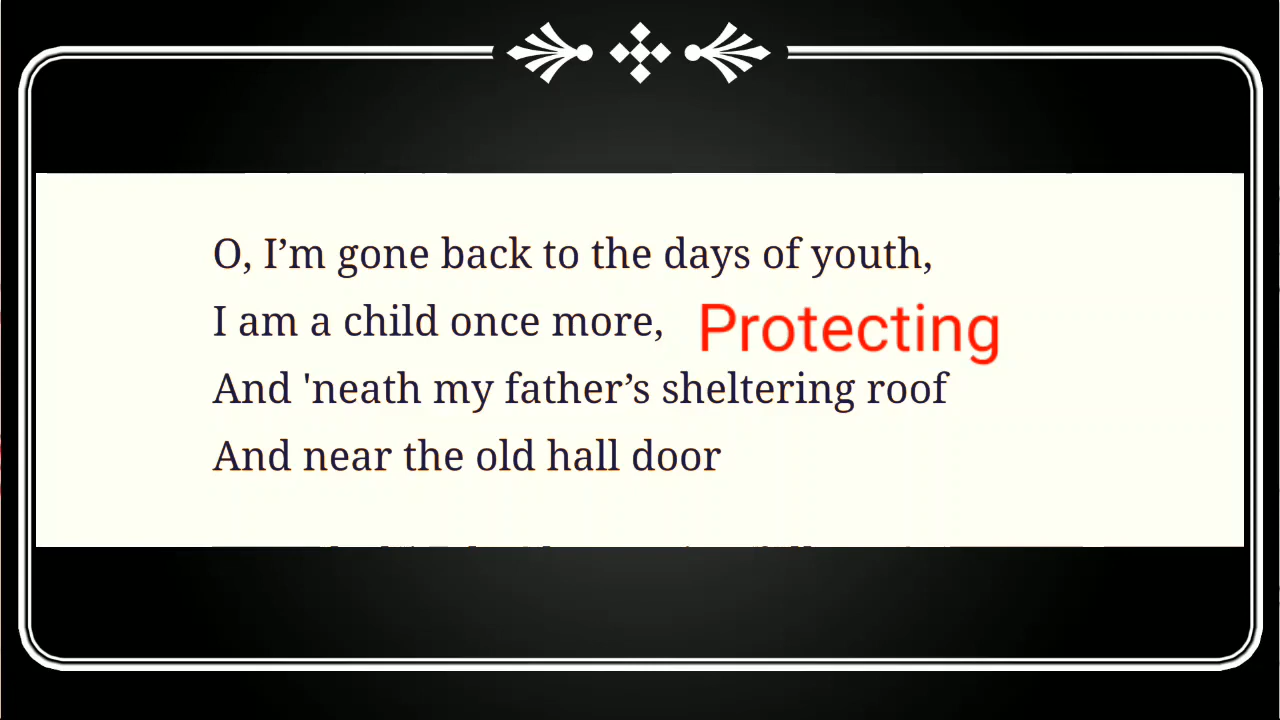 O, I’m gone back to the days of youth,
I am a child once more,
Protecting
And 'neath my father’s sheltering roof
And near the old hall door